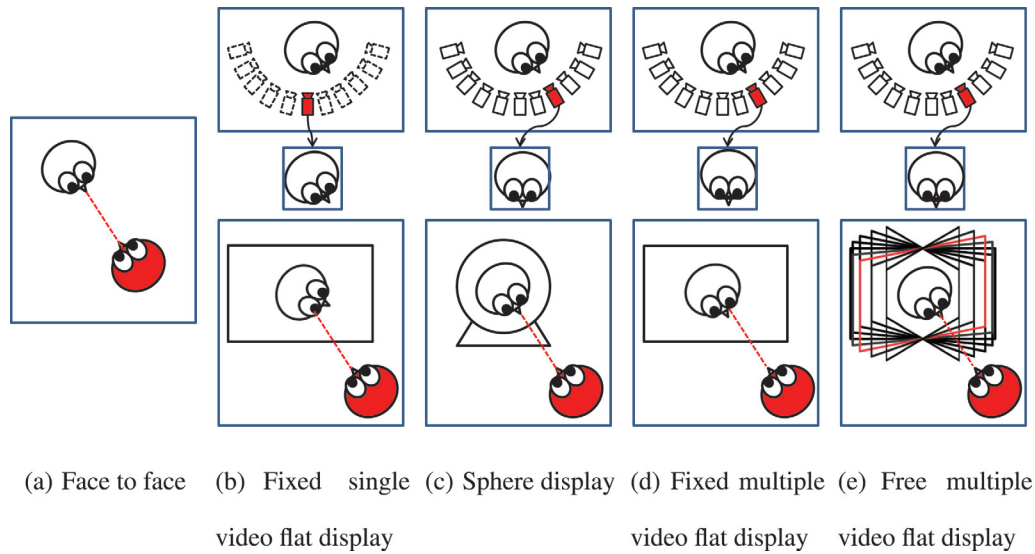 (a) Face to face
(b) Fixed single
video flat display
(c) Sphere display
(d) Fixed multiple
video flat display
(e) Free multiple
video flat display